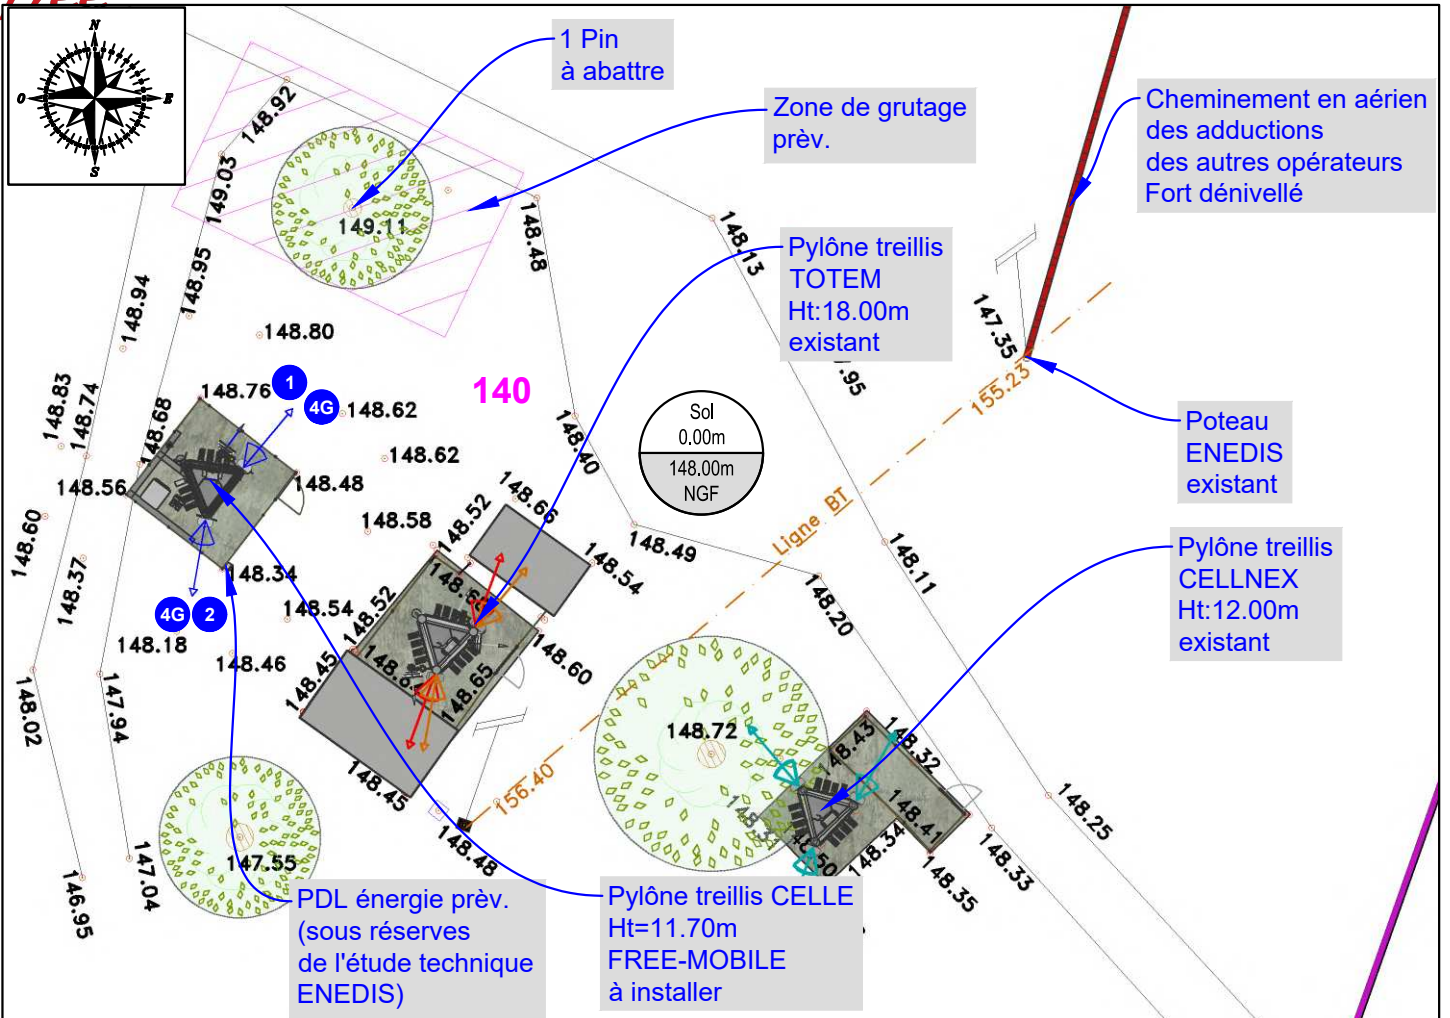 N
O
E
S
1 Pin
à abattre
Zone de grutage
prèv.
Cheminement en aérien
des adductions
des autres opérateurs
Fort dénivellé
148.92
149.03
149.11
148.95
148.94
148.48
148.13
Pylône treillis
TOTEM
Ht:18.00m
existant
147.35
155.23
148.80
148.83
148.74
148.68
148.76
1
4G
148.62
140
148.62
148.40
Sol
0.00m
148.00m
NGF
Poteau
ENEDIS
existant
148.56
148.48
148.60
148.37
148.58
148.52
148.66
148.49
Ligne BT
148.11
148.54
Pylône treillis
CELLNEX
Ht:12.00m
existant
148.34
4G
2
148.54
148.52
148.20
148.18
148.46
148.45
148.65
148.60
148.02
147.94
148.72
148.43
148.32
148.45
156.40
148.41
148.25
148.48
148.34
148.33
148.35
147.55
147.04
146.95
PDL énergie prèv.
(sous réserves
de l'étude technique
ENEDIS)
Pylône treillis CELLE
Ht=11.70m
FREE-MOBILE
à installer